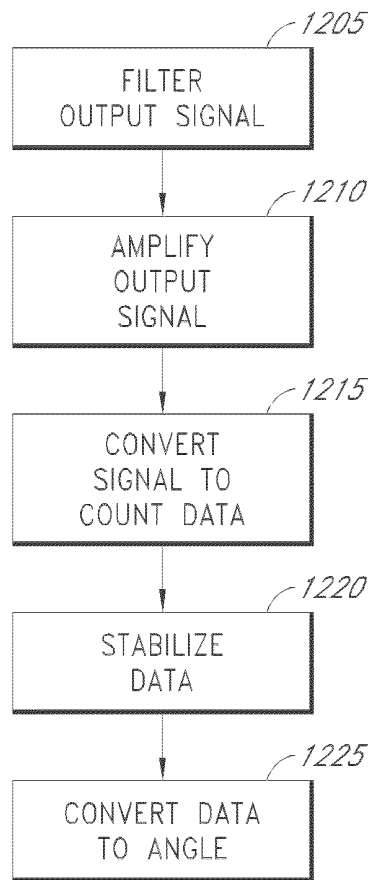 1205
FILTER
OUTPUT SIGNAL
1210
AMPLIFY
OUTPUT
SIGNAL
1215
CONVERT
SIGNAL TO
COUNT DATA
1220
STABILIZE
DATA
1225
CONVERT DATA
TO ANGLE